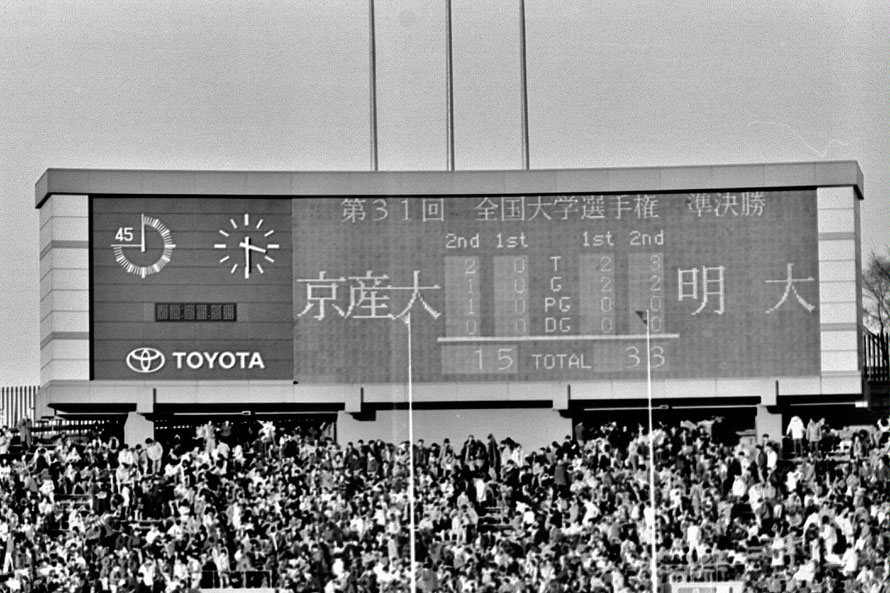 第31回 全国大学選手権 準決勝
45
2nd 1st 1st 2nd
2 0 T 2 3
京産大 1 0 G 2 2 明大
1 0 PG 0 0
0 0 DG 0 0
15 TOTAL 33
TOYOTA